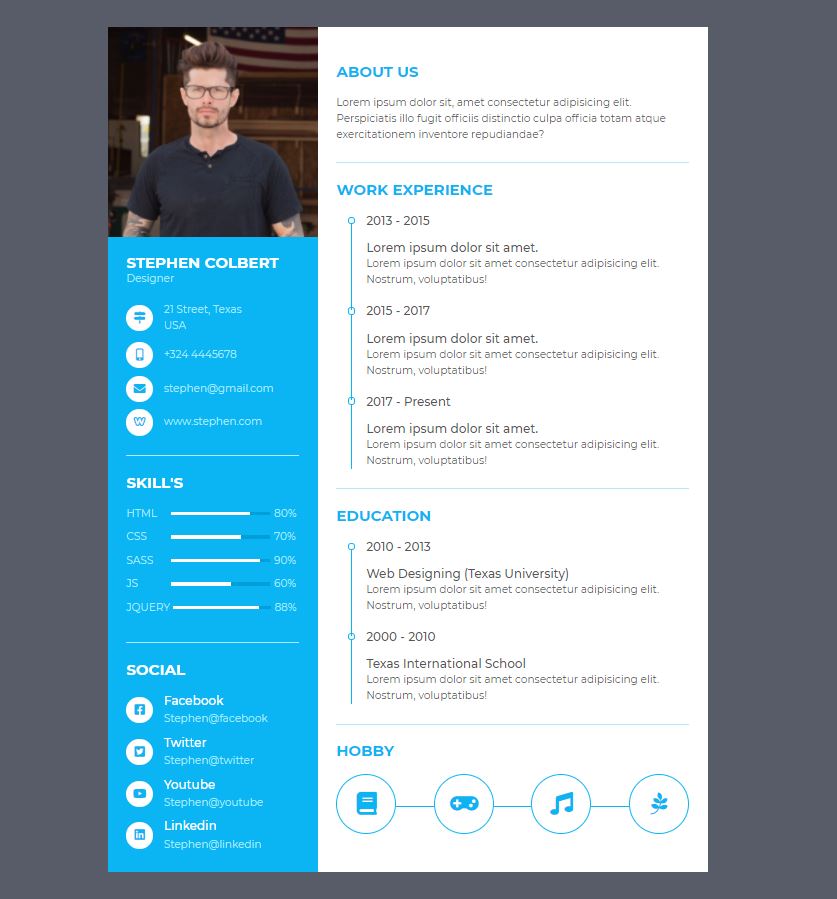 STEPHEN COLBERT
Designer
21 Street, Texas
USA
+324 4445678
stephen@gmail.com
www.stephen.com
SKILL'S
HTML 80%
CSS 70%
SASS 90%
JS 60%
JQUERY 88%
SOCIAL
Facebook
Stephen@facebook
Twitter
Stephen@twitter
Youtube
Stephen@youtube
Linkedin
Stephen@linkedin
ABOUT US
Lorem ipsum dolor sit, amet consectetur adipisicing elit.
Perspiciatis illo fugit officiis distinctio culpa officia totam atque
exercitationem inventore repudiandae?
WORK EXPERIENCE
2013 - 2015
Lorem ipsum dolor sit amet.
Lorem ipsum dolor sit amet consectetur adipisicing elit.
Nostrum, voluptatibus!
2015 - 2017
Lorem ipsum dolor sit amet.
Lorem ipsum dolor sit amet consectetur adipisicing elit.
Nostrum, voluptatibus!
2017 - Present
Lorem ipsum dolor sit amet.
Lorem ipsum dolor sit amet consectetur adipisicing elit.
Nostrum, voluptatibus!
EDUCATION
2010 - 2013
Web Designing (Texas University)
Lorem ipsum dolor sit amet consectetur adipisicing elit.
Nostrum, voluptatibus!
2000 - 2010
Texas International School
Lorem ipsum dolor sit amet consectetur adipisicing elit.
Nostrum, voluptatibus!
HOBBY